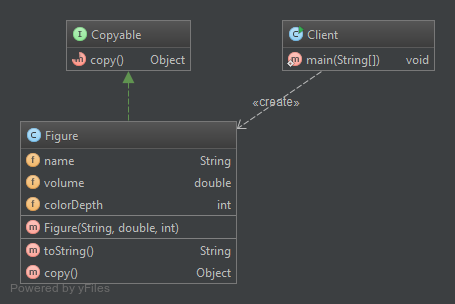 Copyable
copy() Object
Client
main(String[]) void
«create»
Figure
name String
volume double
colorDepth int
Figure(String, double, int)
toString() String
copy() Object
Powered by yFiles